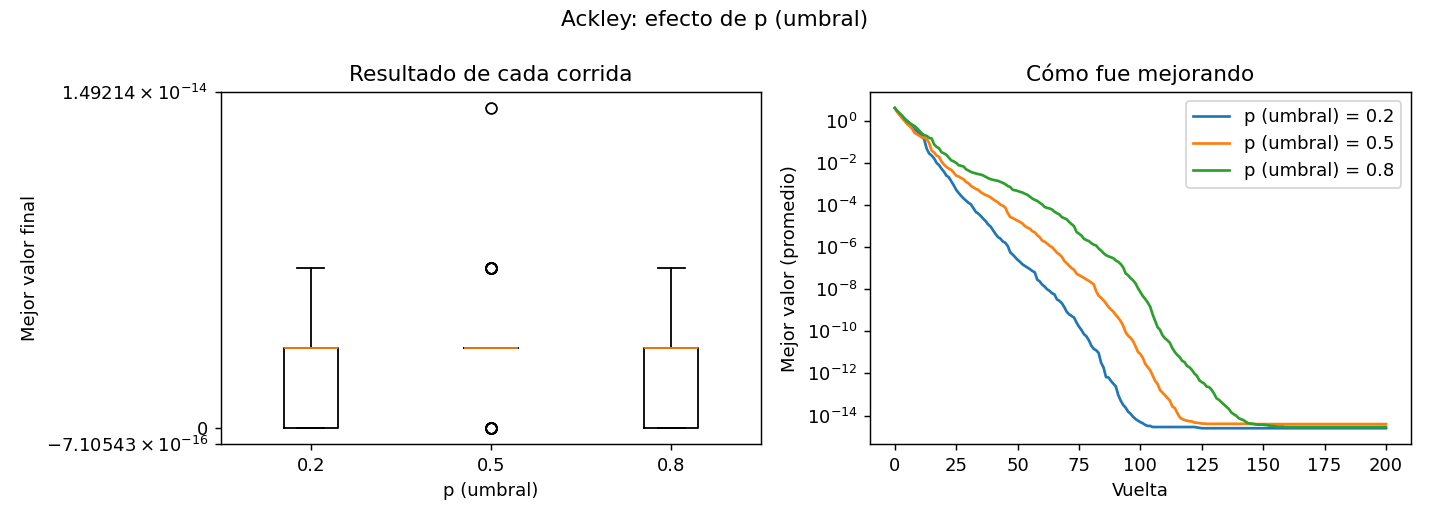 Ackley: efecto de p (umbral)
Resultado de cada corrida
1.49214 × 10⁻¹⁴
0
−7.10543 × 10⁻¹⁶
Mejor valor final
0.2 0.5 0.8
p (umbral)
Cómo fue mejorando
p (umbral) = 0.2
p (umbral) = 0.5
p (umbral) = 0.8
10⁰
10⁻²
10⁻⁴
10⁻⁶
10⁻⁸
10⁻¹⁰
10⁻¹²
10⁻¹⁴
Mejor valor (promedio)
0 25 50 75 100 125 150 175 200
Vuelta